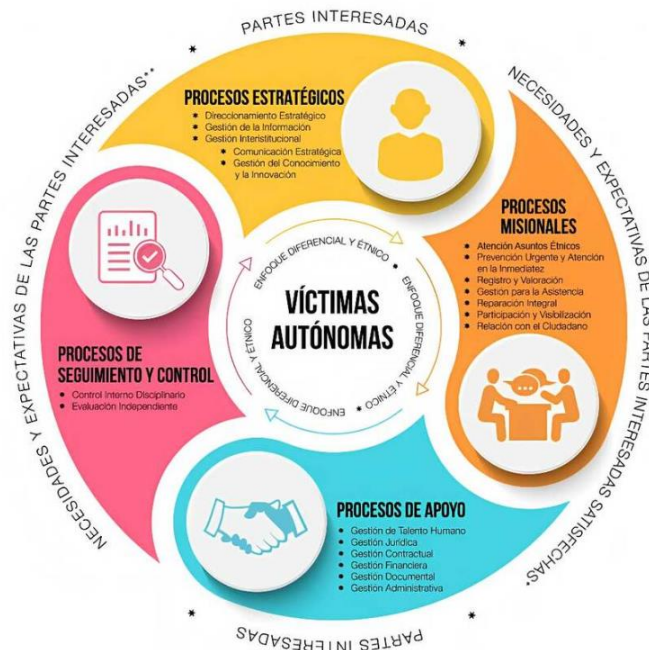 PARTES INTERESADAS
NECESIDADES Y EXPECTATIVAS DE LAS PARTES INTERESADAS**
NECESIDADES Y EXPECTATIVAS DE LAS PARTES INTERESADAS SATISFECHAS*
PROCESOS ESTRATÉGICOS
* Direccionamiento Estratégico
* Gestión de la Información
* Gestión Interistitucional
* Comunicación Estratégica
* Gestión del Conocimiento
y la Innovación
PROCESOS
MISIONALES
* Atención Asuntos Étnicos
* Prevención Urgente y Atención
en la Inmediatez
* Registro y Valoración
* Gestión para la Asistencia
* Reparación Integral
* Participación y Visibilización
* Relación con el Ciudadano
ENFOQUE DIFERENCIAL Y ÉTNICO
ENFOQUE DIFERENCIAL Y ÉTNICO
ENFOQUE DIFERENCIAL Y ÉTNICO
ENFOQUE DIFERENCIAL Y ÉTNICO
VÍCTIMAS
AUTÓNOMAS
PROCESOS DE
SEGUIMIENTO Y CONTROL
* Control Interno Disciplinario
* Evaluación Independiente
PROCESOS DE APOYO
* Gestión de Talento Humano
* Gestión Jurídica
* Gestión Contractual
* Gestión Financiera
* Gestión Documental
* Gestión Administrativa
PARTES INTERESADAS